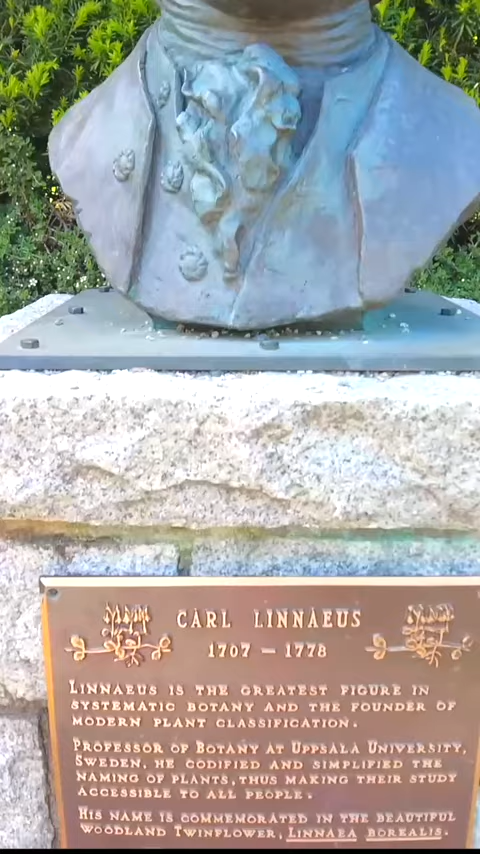 CARL LINNAEUS
1707 – 1778
LINNAEUS IS THE GREATEST FIGURE IN
SYSTEMATIC BOTANY AND THE FOUNDER OF
MODERN PLANT CLASSIFICATION.
PROFESSOR OF BOTANY AT UPPSALA UNIVERSITY,
SWEDEN, HE CODIFIED AND SIMPLIFIED THE
NAMING OF PLANTS, THUS MAKING THEIR STUDY
ACCESSIBLE TO ALL PEOPLE.
HIS NAME IS COMMEMORATED IN THE BEAUTIFUL
WOODLAND TWINFLOWER, LINNAEA BOREALIS.